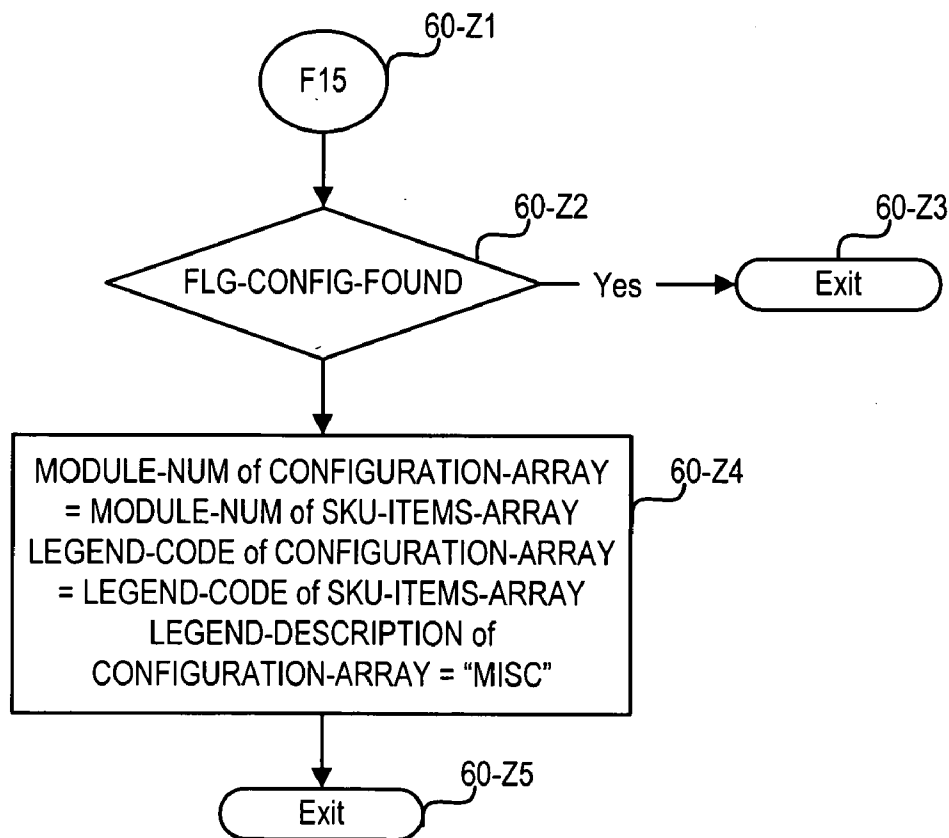 60-Z1
F15
60-Z2
FLG-CONFIG-FOUND
Yes
60-Z3
Exit
MODULE-NUM of CONFIGURATION-ARRAY
= MODULE-NUM of SKU-ITEMS-ARRAY
LEGEND-CODE of CONFIGURATION-ARRAY
= LEGEND-CODE of SKU-ITEMS-ARRAY
LEGEND-DESCRIPTION of
CONFIGURATION-ARRAY = “MISC”
60-Z4
60-Z5
Exit